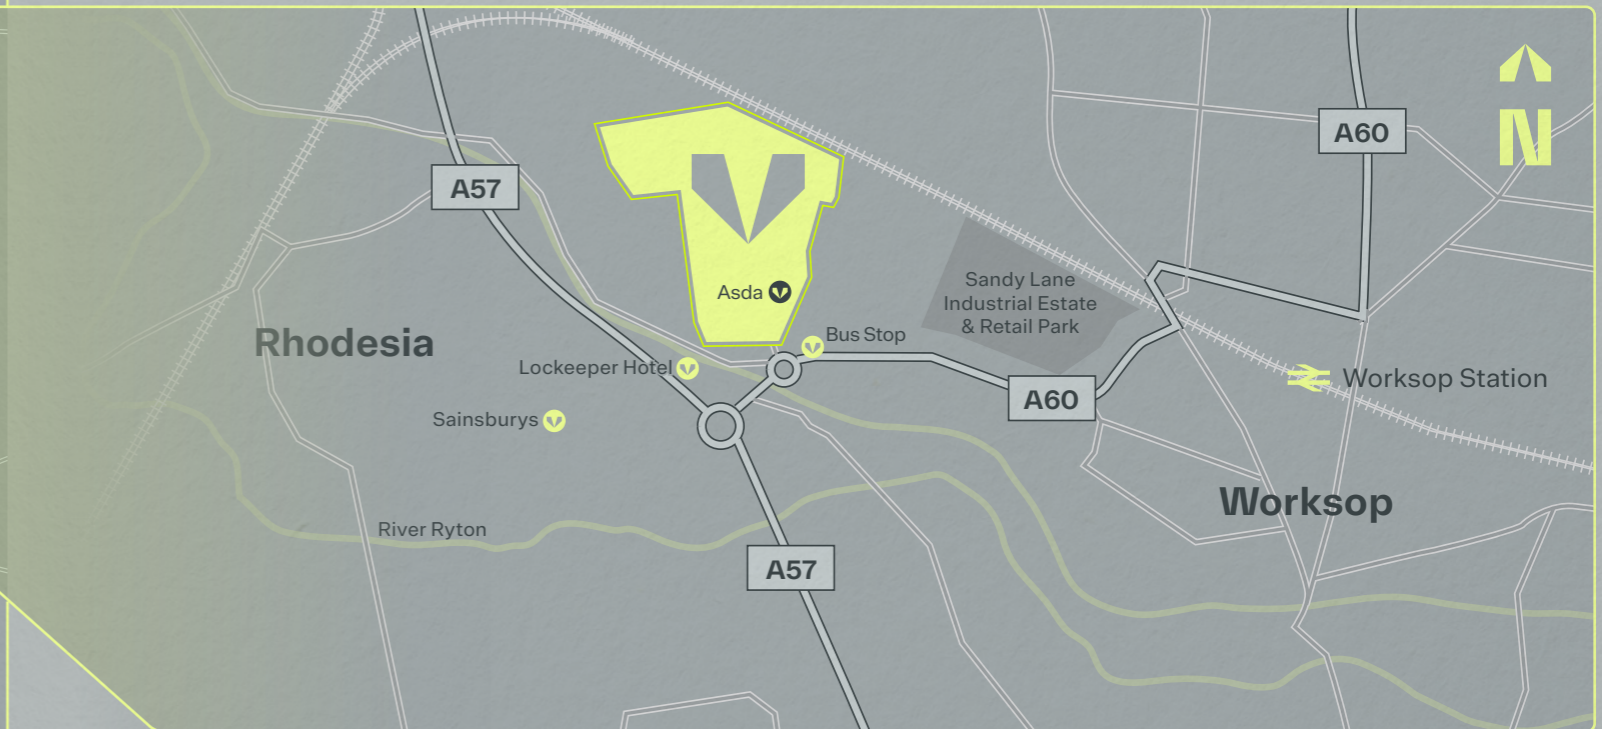 A60
N
A57
Asda
Sandy Lane
Industrial Estate
& Retail Park
Rhodesia
Bus Stop
Lockeeper Hotel
Worksop Station
A60
Sainsburys
Worksop
River Ryton
A57